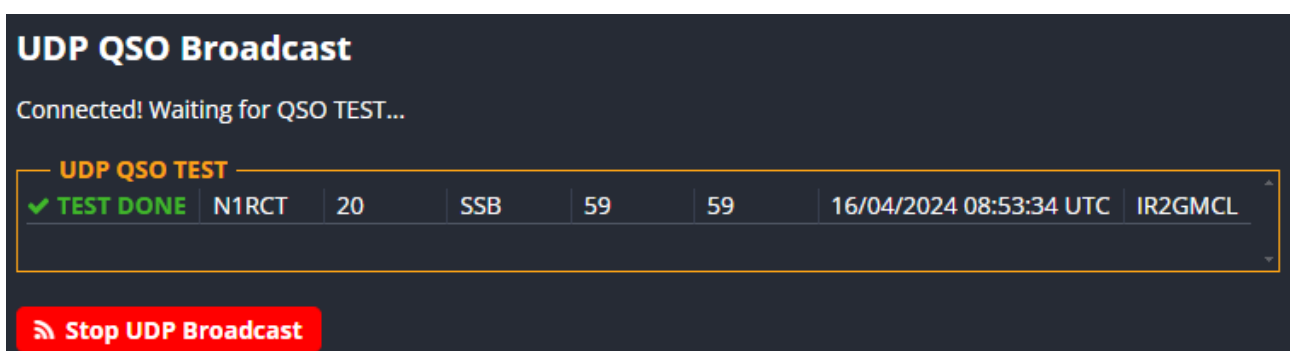 UDP QSO Broadcast
Connected! Waiting for QSO TEST...
UDP QSO TEST
✔ TEST DONE N1RCT 20 SSB 59 59 16/04/2024 08:53:34 UTC IR2GMCL
Stop UDP Broadcast